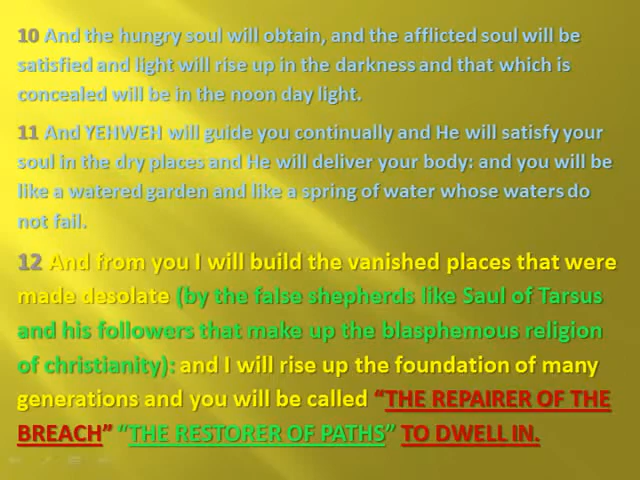 10 And the hungry soul will obtain, and the afflicted soul will be
satisfied and light will rise up in the darkness and that which is
concealed will be in the noon day light.
11 And YEHWEH will guide you continually and He will satisfy your
soul in the dry places and He will deliver your body: and you will be
like a watered garden and like a spring of water whose waters do
not fail.
12 And from you I will build the vanished places that were
made desolate (by the false shepherds like Saul of Tarsus
and his followers that make up the blasphemous religion
of christianity): and I will rise up the foundation of many
generations and you will be called “THE REPAIRER OF THE
BREACH” “THE RESTORER OF PATHS” TO DWELL IN.